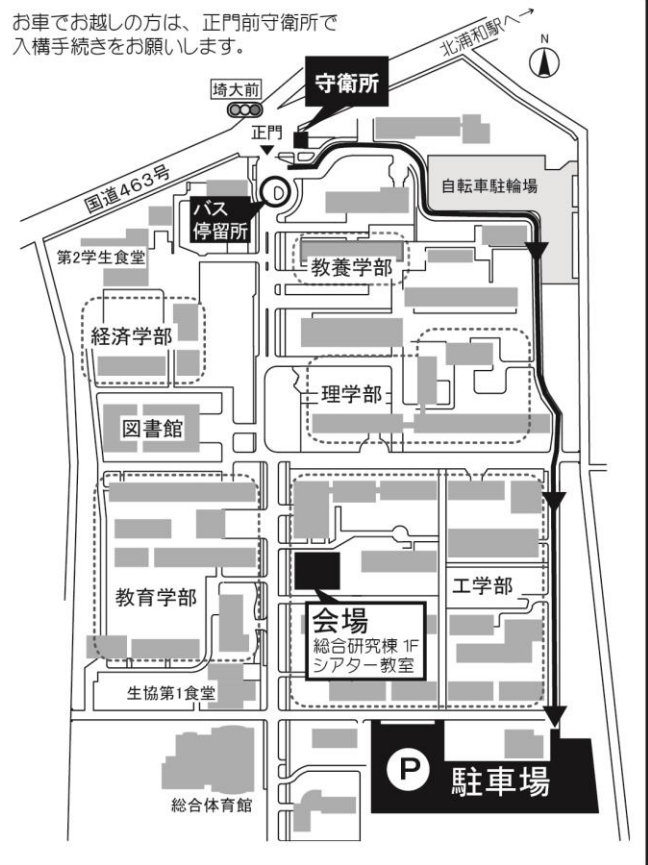 お車でお越しの方は、正門前守衛所で
入構手続きをお願いします。
北浦和駅へ→
N
守衛所
埼大前
正門
国道463号
バス
停留所
自転車駐輪場
第2学生食堂
教養学部
経済学部
理学部
図書館
教育学部
工学部
会場
総合研究棟 1F
シアター教室
生協第1食堂
P
駐車場
総合体育館